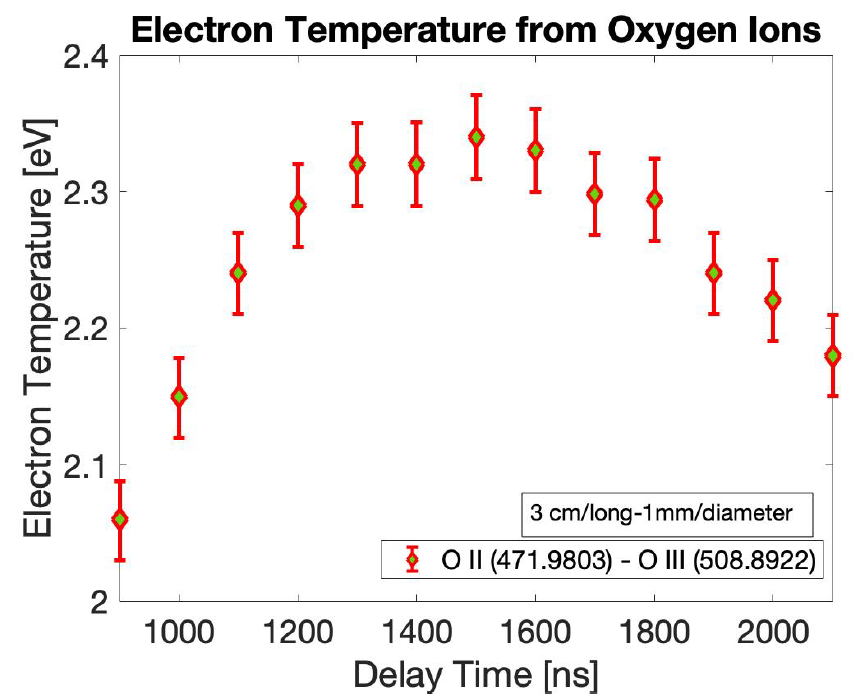 Electron Temperature from Oxygen Ions
Electron Temperature [eV]
2.4
2.3
2.2
2.1
2
3 cm/long-1mm/diameter
O II (471.9803) - O III (508.8922)
1000 1200 1400 1600 1800 2000
Delay Time [ns]